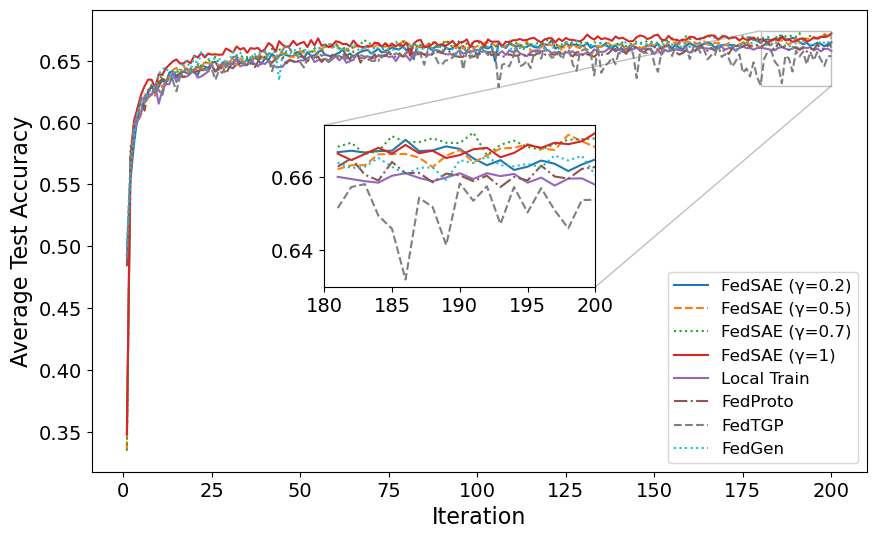 Average Test Accuracy
0.65
0.60
0.55
0.50
0.45
0.40
0.35
0.66
0.64
180 185 190 195 200
FedSAE (γ=0.2)
FedSAE (γ=0.5)
FedSAE (γ=0.7)
FedSAE (γ=1)
Local Train
FedProto
FedTGP
FedGen
0 25 50 75 100 125 150 175 200
Iteration